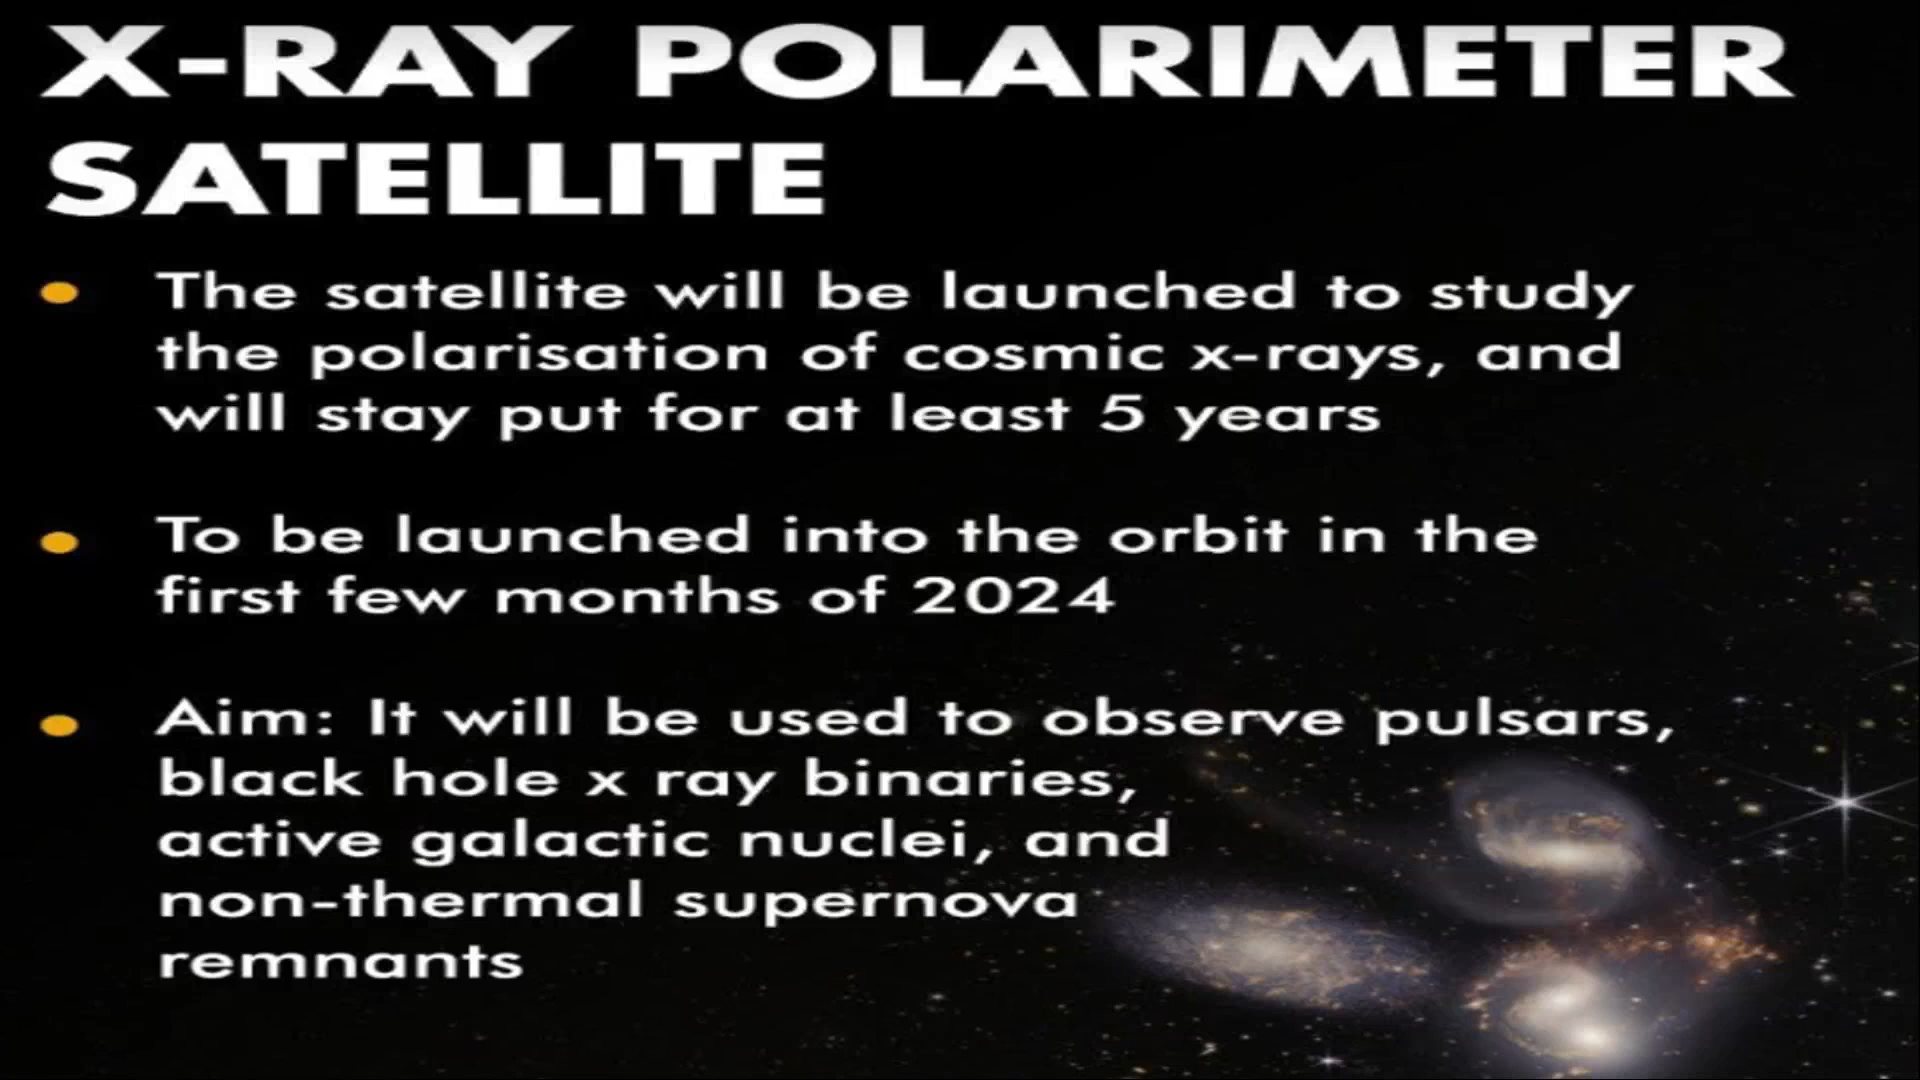 X-RAY POLARIMETER
SATELLITE
The satellite will be launched to study
the polarisation of cosmic x-rays, and
will stay put for at least 5 years
To be launched into the orbit in the
first few months of 2024
Aim: It will be used to observe pulsars,
black hole x ray binaries,
active galactic nuclei, and
non-thermal supernova
remnants